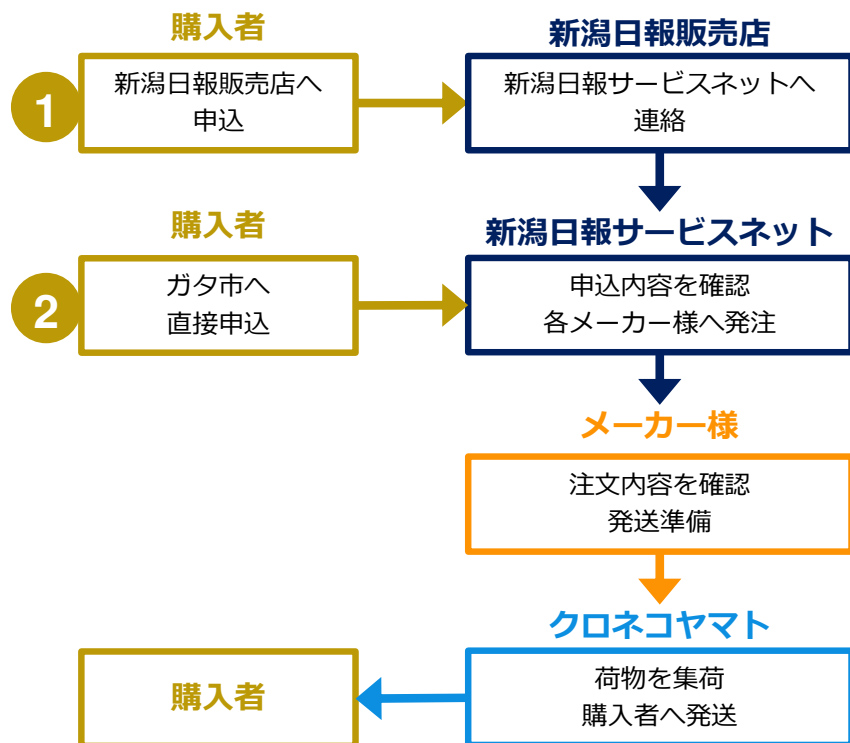 購入者
新潟日報販売店
1
新潟日報販売店へ
申込
新潟日報サービスネットへ
連絡
購入者
新潟日報サービスネット
2
ガタ市へ
直接申込
申込内容を確認
各メーカー様へ発注
メーカー様
注文内容を確認
発送準備
クロネコヤマト
購入者
荷物を集荷
購入者へ発送